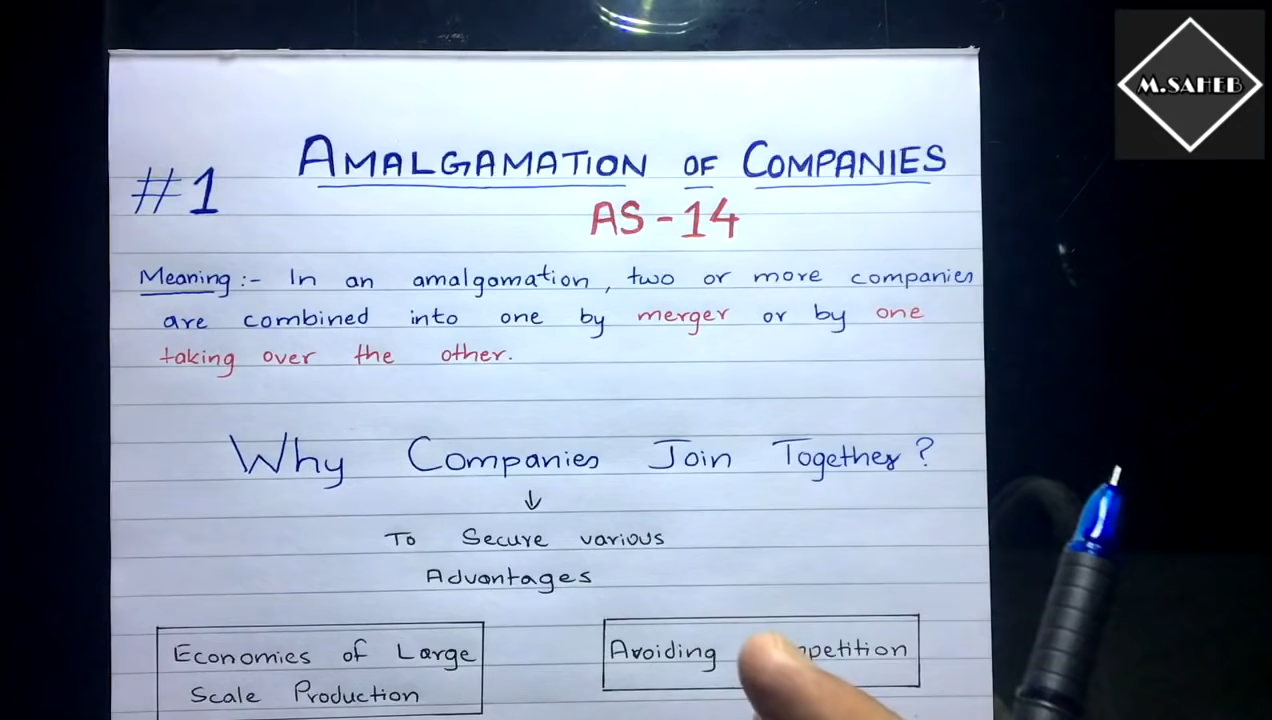 M.SAHEB
#1
AMALGAMATION OF COMPANIES
AS-14
Meaning :- In an amalgamation, two or more companies
are combined into one by merger or by one
taking over the other.
Why Companies Join Together?
↓
To Secure various
Advantages
Economies of Large
Scale Production
Avoiding